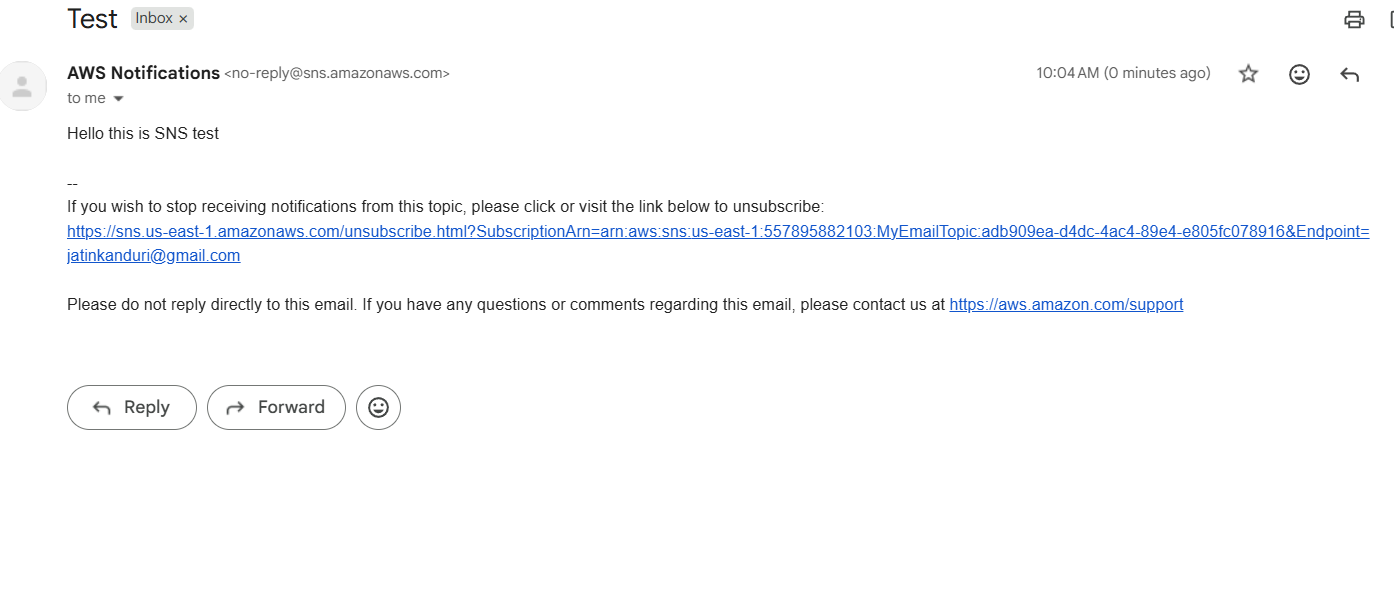 Test Inbox ×
AWS Notifications <no-reply@sns.amazonaws.com> 10:04 AM (0 minutes ago)
to me
Hello this is SNS test
--
If you wish to stop receiving notifications from this topic, please click or visit the link below to unsubscribe:
https://sns.us-east-1.amazonaws.com/unsubscribe.html?SubscriptionArn=arn:aws:sns:us-east-1:557895882103:MyEmailTopic:adb909ea-d4dc-4ac4-89e4-e805fc078916&Endpoint=
jatinkanduri@gmail.com
Please do not reply directly to this email. If you have any questions or comments regarding this email, please contact us at https://aws.amazon.com/support
Reply Forward